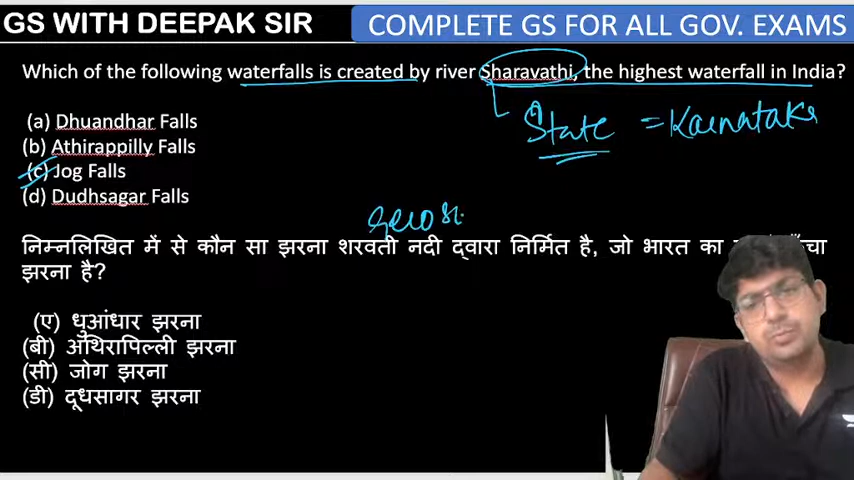 GS WITH DEEPAK SIR
COMPLETE GS FOR ALL GOV. EXAMS
Which of the following waterfalls is created by river Sharavathi, the highest waterfall in India?
State = Karnataka
(a) Dhuandhar Falls
(b) Athirappilly Falls
(c) Jog Falls
(d) Dudhsagar Falls
निम्नलिखित में से कौन सा झरना शरवती नदी द्वारा निर्मित है, जो भारत का
झरना है?
(ए) धुआंधार झरना
(बी) अथिरापिल्ली झरना
(सी) जोग झरना
(डी) दूधसागर झरना